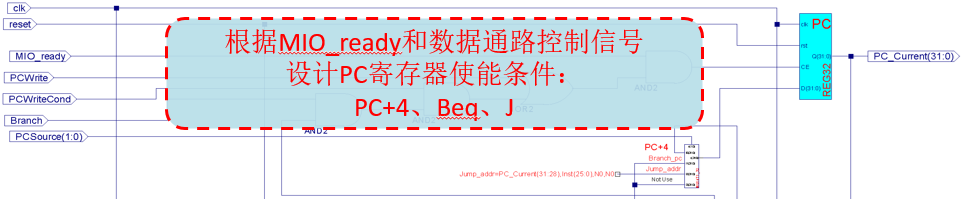 clk
reset
MIO_ready
PCWrite
PCWriteCond
Branch
PCSource(1:0)
根据MIO_ready和数据通路控制信号
设计PC寄存器使能条件：
PC+4、Beq、J
AND2
AND2
PC
clk
rst
CE
Q(31:0)
D(31:0)
REG32
PC_Current(31:0)
PC+4
Branch_pc
Jump_addr
Not Use
Jump_addr=PC_Current(31:28),Inst(25:0),N0,N0